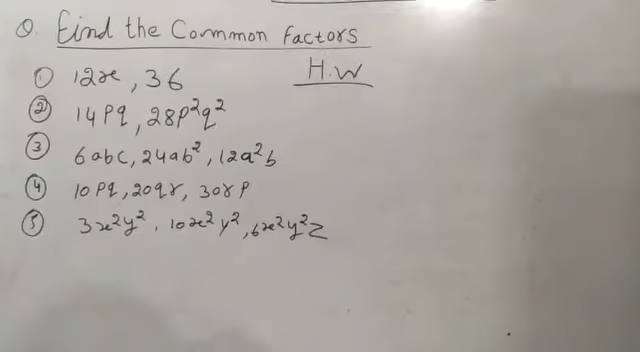 Q. Find the Common factors
H.W
① 12x, 36
② 14pq, 28p²q²
③ 6abc, 24ab², 12a²b
④ 10pq, 20qr, 30rp
⑤ 3x²y², 10x²y², 6x²y²z